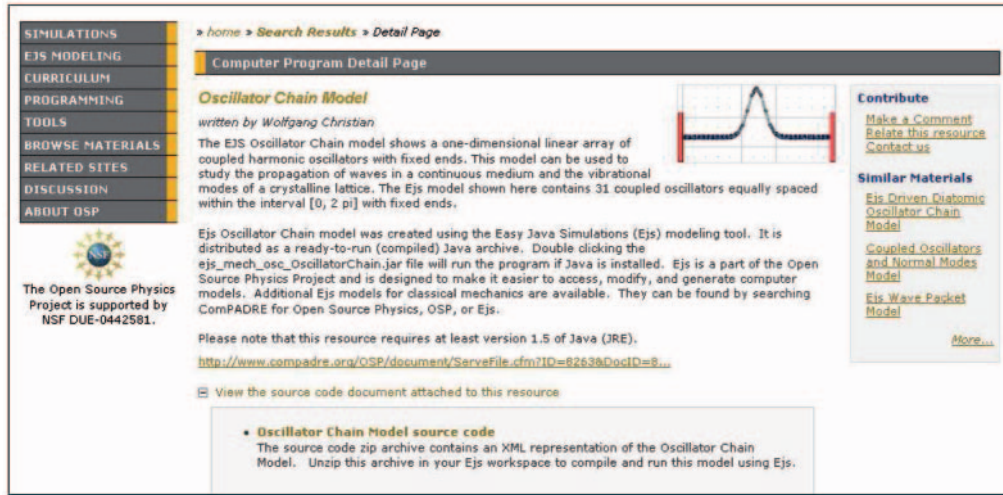 SIMULATIONS
EJS MODELING
CURRICULUM
PROGRAMMING
TOOLS
BROWSE MATERIALS
RELATED SITES
DISCUSSION
ABOUT OSP
NSF
The Open Source Physics
Project is supported by
NSF DUE-0442581.
» home » Search Results » Detail Page
Computer Program Detail Page
Oscillator Chain Model
written by Wolfgang Christian
The EJS Oscillator Chain model shows a one-dimensional linear array of
coupled harmonic oscillators with fixed ends. This model can be used to
study the propagation of waves in a continuous medium and the vibrational
modes of a crystalline lattice. The Ejs model shown here contains 31 coupled oscillators equally spaced
within the interval [0, 2 pi] with fixed ends.
Ejs Oscillator Chain model was created using the Easy Java Simulations (Ejs) modeling tool. It is
distributed as a ready-to-run (compiled) Java archive. Double clicking the
ejs_mech_osc_OscillatorChain.jar file will run the program if Java is installed. Ejs is a part of the Open
Source Physics Project and is designed to make it easier to access, modify, and generate computer
models. Additional Ejs models for classical mechanics are available. They can be found by searching
ComPADRE for Open Source Physics, OSP, or Ejs.
Please note that this resource requires at least version 1.5 of Java (JRE).
http://www.compadre.org/OSP/document/ServeFile.cfm?ID=8263&DocID=8...
View the source code document attached to this resource
• Oscillator Chain Model source code
The source code zip archive contains an XML representation of the Oscillator Chain
Model. Unzip this archive in your Ejs workspace to compile and run this model using Ejs.
Contribute
Make a Comment
Relate this resource
Contact us
Similar Materials
Ejs Driven Diatomic
Oscillator Chain
Model
Coupled Oscillators
and Normal Modes
Model
Ejs Wave Packet
Model
More...